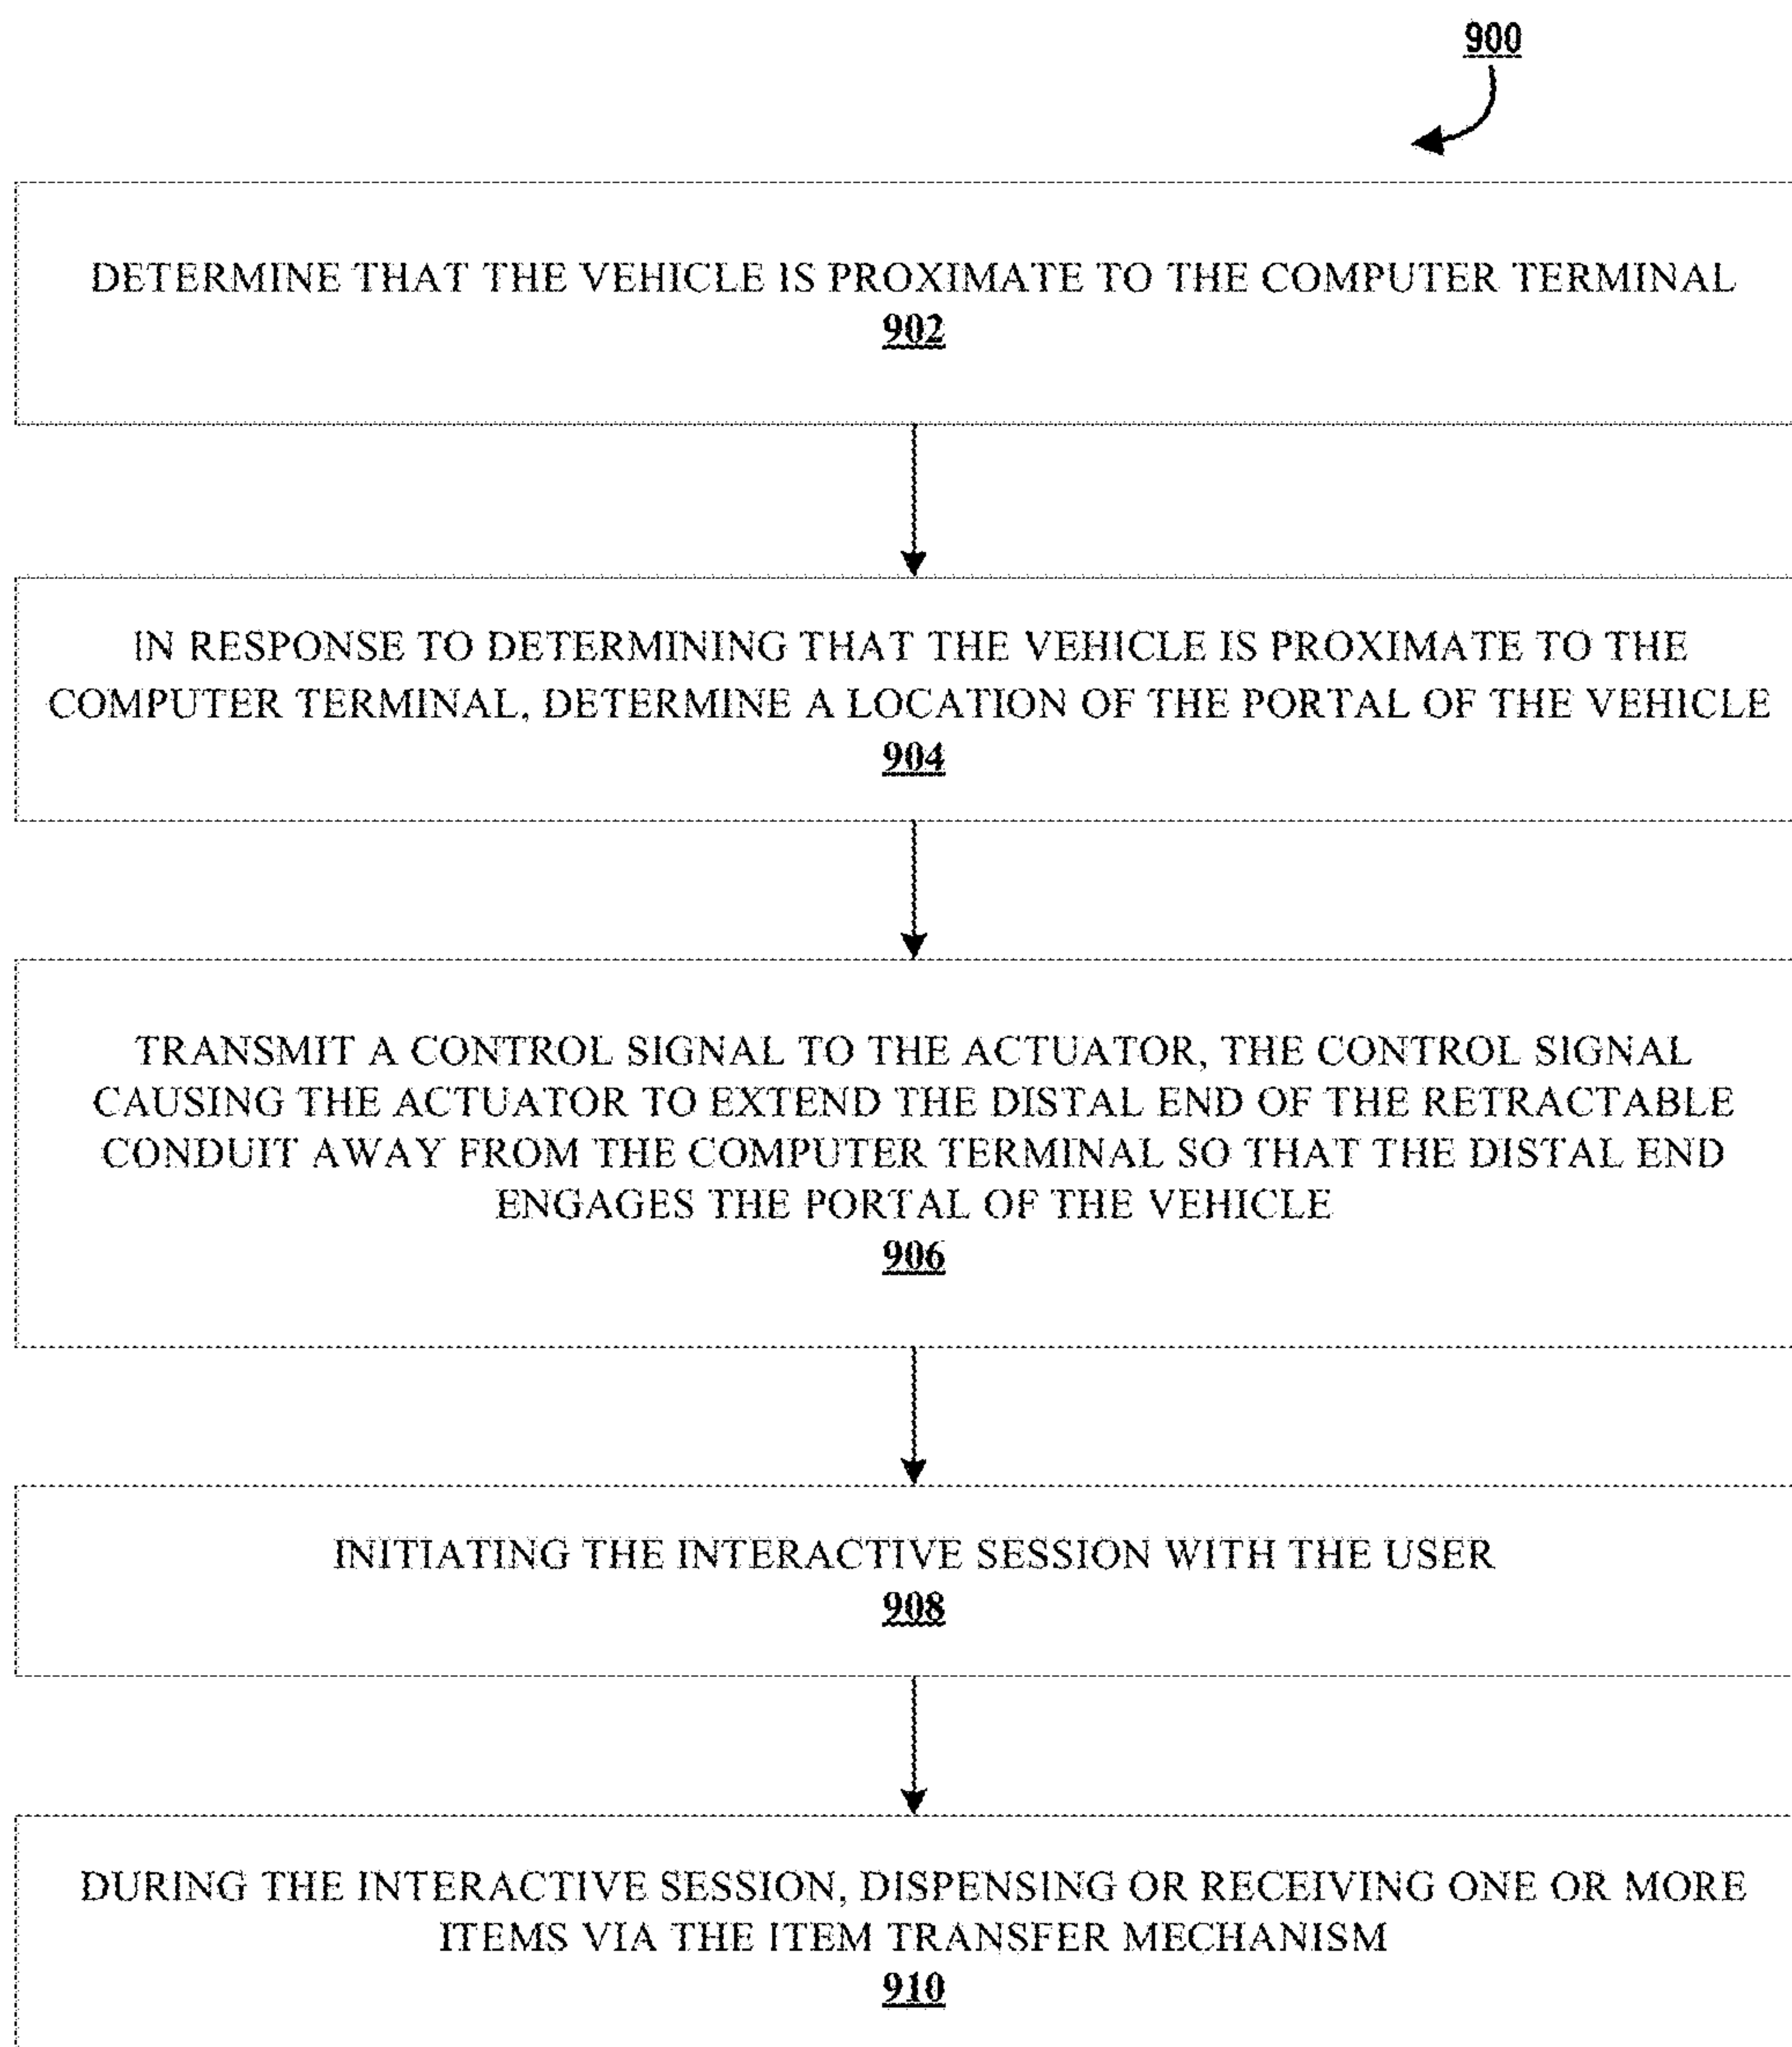 900
DETERMINE THAT THE VEHICLE IS PROXIMATE TO THE COMPUTER TERMINAL
902
IN RESPONSE TO DETERMINING THAT THE VEHICLE IS PROXIMATE TO THE
COMPUTER TERMINAL, DETERMINE A LOCATION OF THE PORTAL OF THE VEHICLE
904
TRANSMIT A CONTROL SIGNAL TO THE ACTUATOR, THE CONTROL SIGNAL
CAUSING THE ACTUATOR TO EXTEND THE DISTAL END OF THE RETRACTABLE
CONDUIT AWAY FROM THE COMPUTER TERMINAL SO THAT THE DISTAL END
ENGAGES THE PORTAL OF THE VEHICLE
906
INITIATING THE INTERACTIVE SESSION WITH THE USER
908
DURING THE INTERACTIVE SESSION, DISPENSING OR RECEIVING ONE OR MORE
ITEMS VIA THE ITEM TRANSFER MECHANISM
910